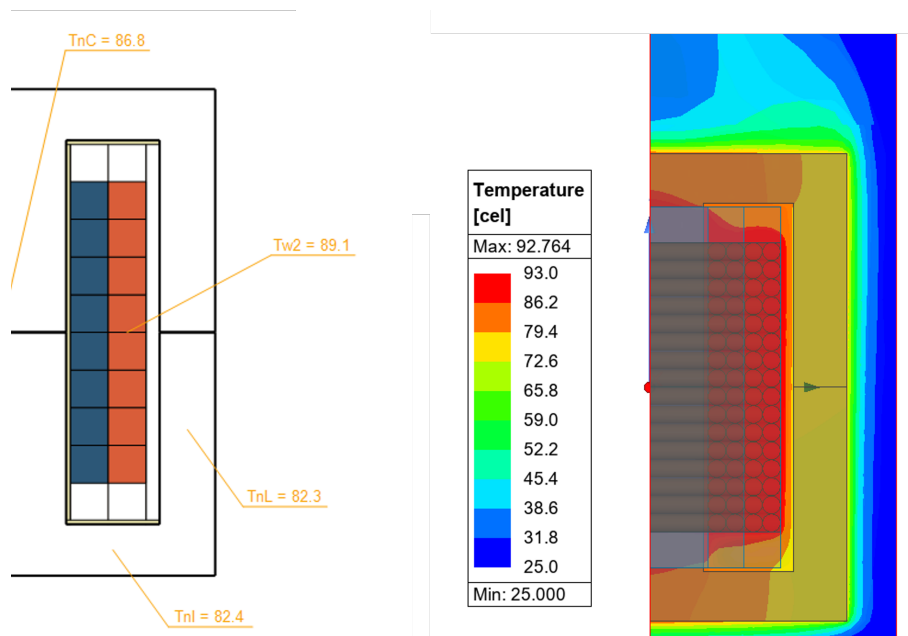 TnC = 86.8
Tw2 = 89.1
TnL = 82.3
TnI = 82.4
Temperature
[cel]
Max: 92.764
93.0
86.2
79.4
72.6
65.8
59.0
52.2
45.4
38.6
31.8
25.0
Min: 25.000